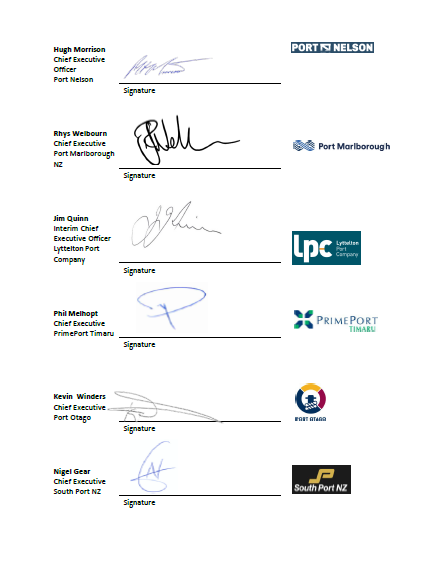 Hugh Morrison
Chief Executive
Officer
Port Nelson
Signature
PORT NELSON
Rhys Welbourn
Chief Executive
Port Marlborough
NZ
Signature
Port Marlborough
Jim Quinn
Interim Chief
Executive Officer
Lyttelton Port
Company
Signature
lpc Lyttelton
Port
Company
Phil Melhopt
Chief Executive
PrimePort Timaru
Signature
PRIMEPORT
TIMARU
Kevin Winders
Chief Executive
Port Otago
Signature
PORT OTAGO
Nigel Gear
Chief Executive
South Port NZ
Signature
South Port NZ